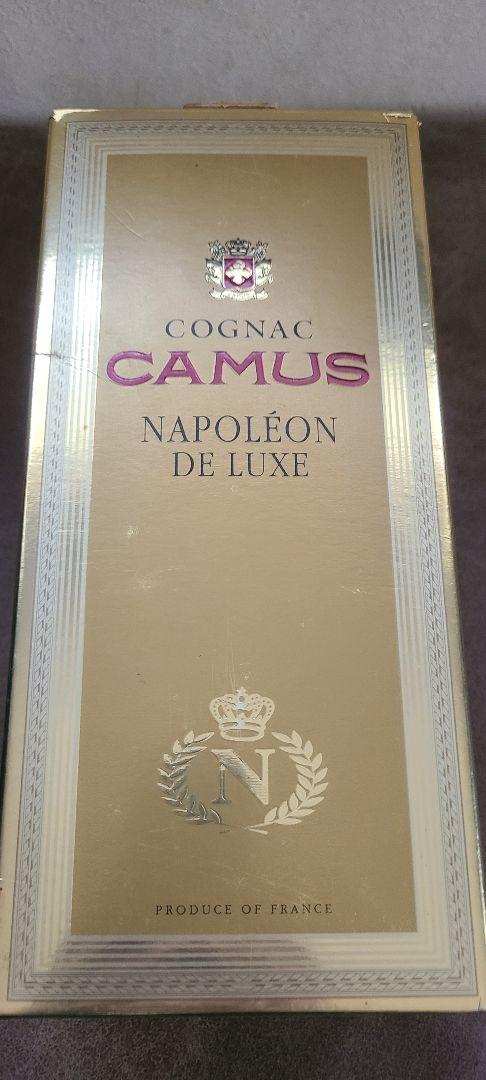 COGNAC
CAMUS
NAPOLÉON
DE LUXE
N
PRODUCE OF FRANCE